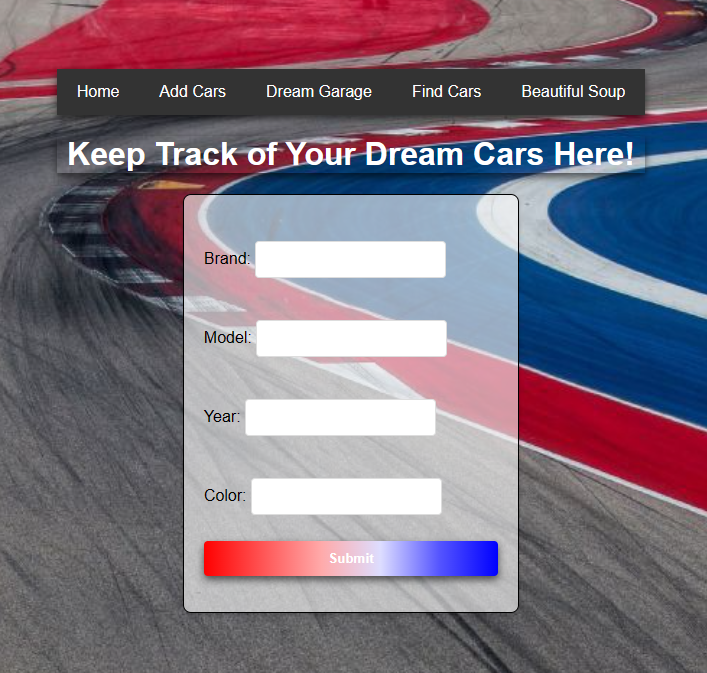 Home Add Cars Dream Garage Find Cars Beautiful Soup
Keep Track of Your Dream Cars Here!
Brand:
Model:
Year:
Color:
Submit